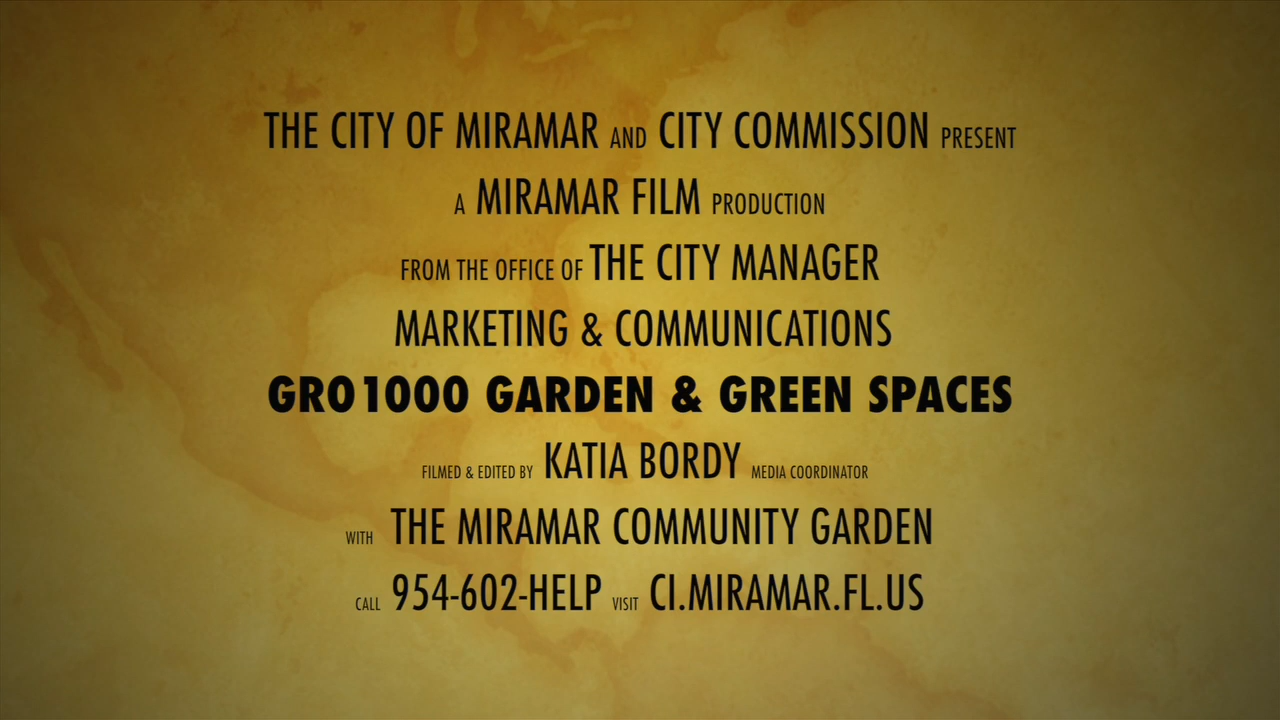 THE CITY OF MIRAMAR AND CITY COMMISSION PRESENT
A MIRAMAR FILM PRODUCTION
FROM THE OFFICE OF THE CITY MANAGER
MARKETING & COMMUNICATIONS
GRO1000 GARDEN & GREEN SPACES
FILMED & EDITED BY KATIA BORDY MEDIA COORDINATOR
WITH THE MIRAMAR COMMUNITY GARDEN
CALL 954-602-HELP VISIT CI.MIRAMAR.FL.US